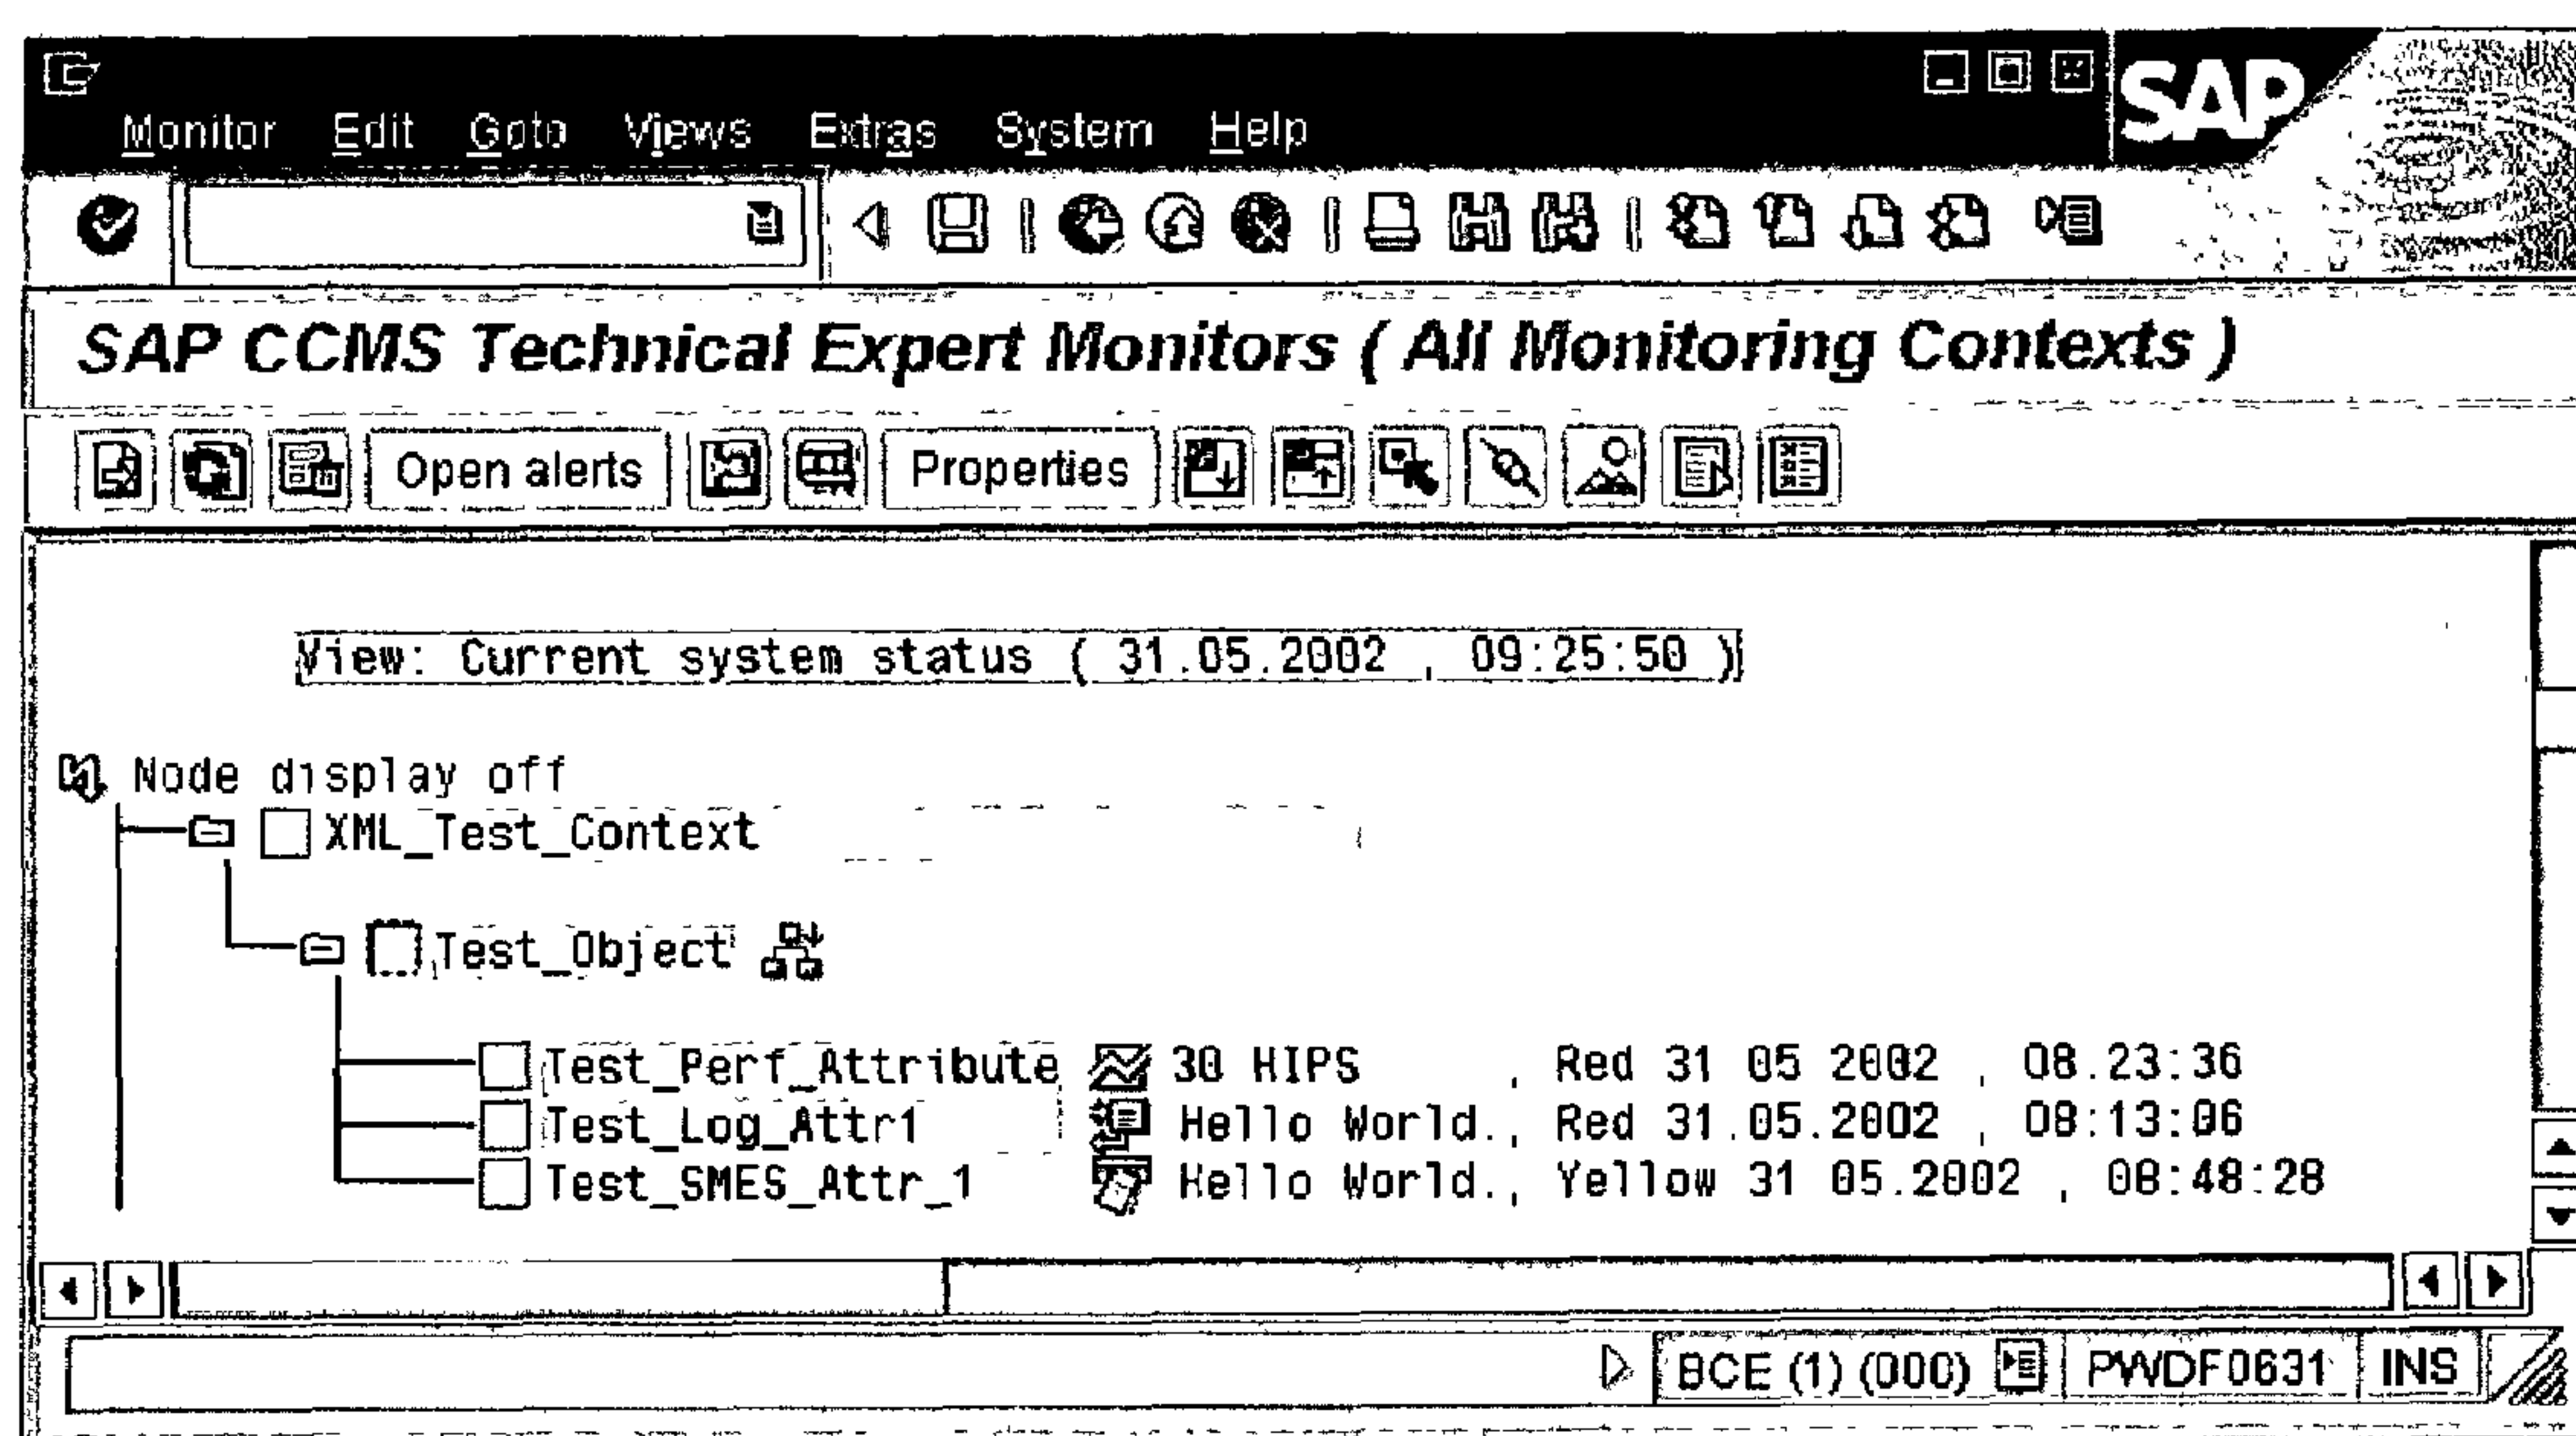 SAP
Monitor Edit Goto Views Extras System Help
SAP CCMS Technical Expert Monitors ( All Monitoring Contexts )
Open alerts Properties
View: Current system status ( 31.05.2002 , 09:25:50 )
Node display off
XML_Test_Context
Test_Object
Test_Perf_Attribute 30 HIPS , Red 31 05 2002 , 08.23:36
Test_Log_Attr1 Hello World., Red 31.05.2002 , 08:13:06
Test_SMES_Attr_1 Hello World., Yellow 31 05.2002 , 08:48:28
BCE (1) (000) PWDF0631 INS